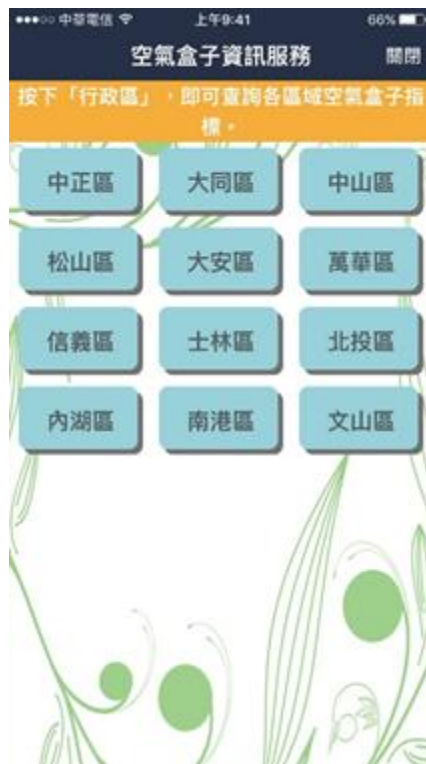 中華電信 上午9:41 66%
空氣盒子資訊服務 關閉
按下「行政區」，即可查詢各區域空氣盒子指
標。
中正區 大同區 中山區
松山區 大安區 萬華區
信義區 士林區 北投區
內湖區 南港區 文山區